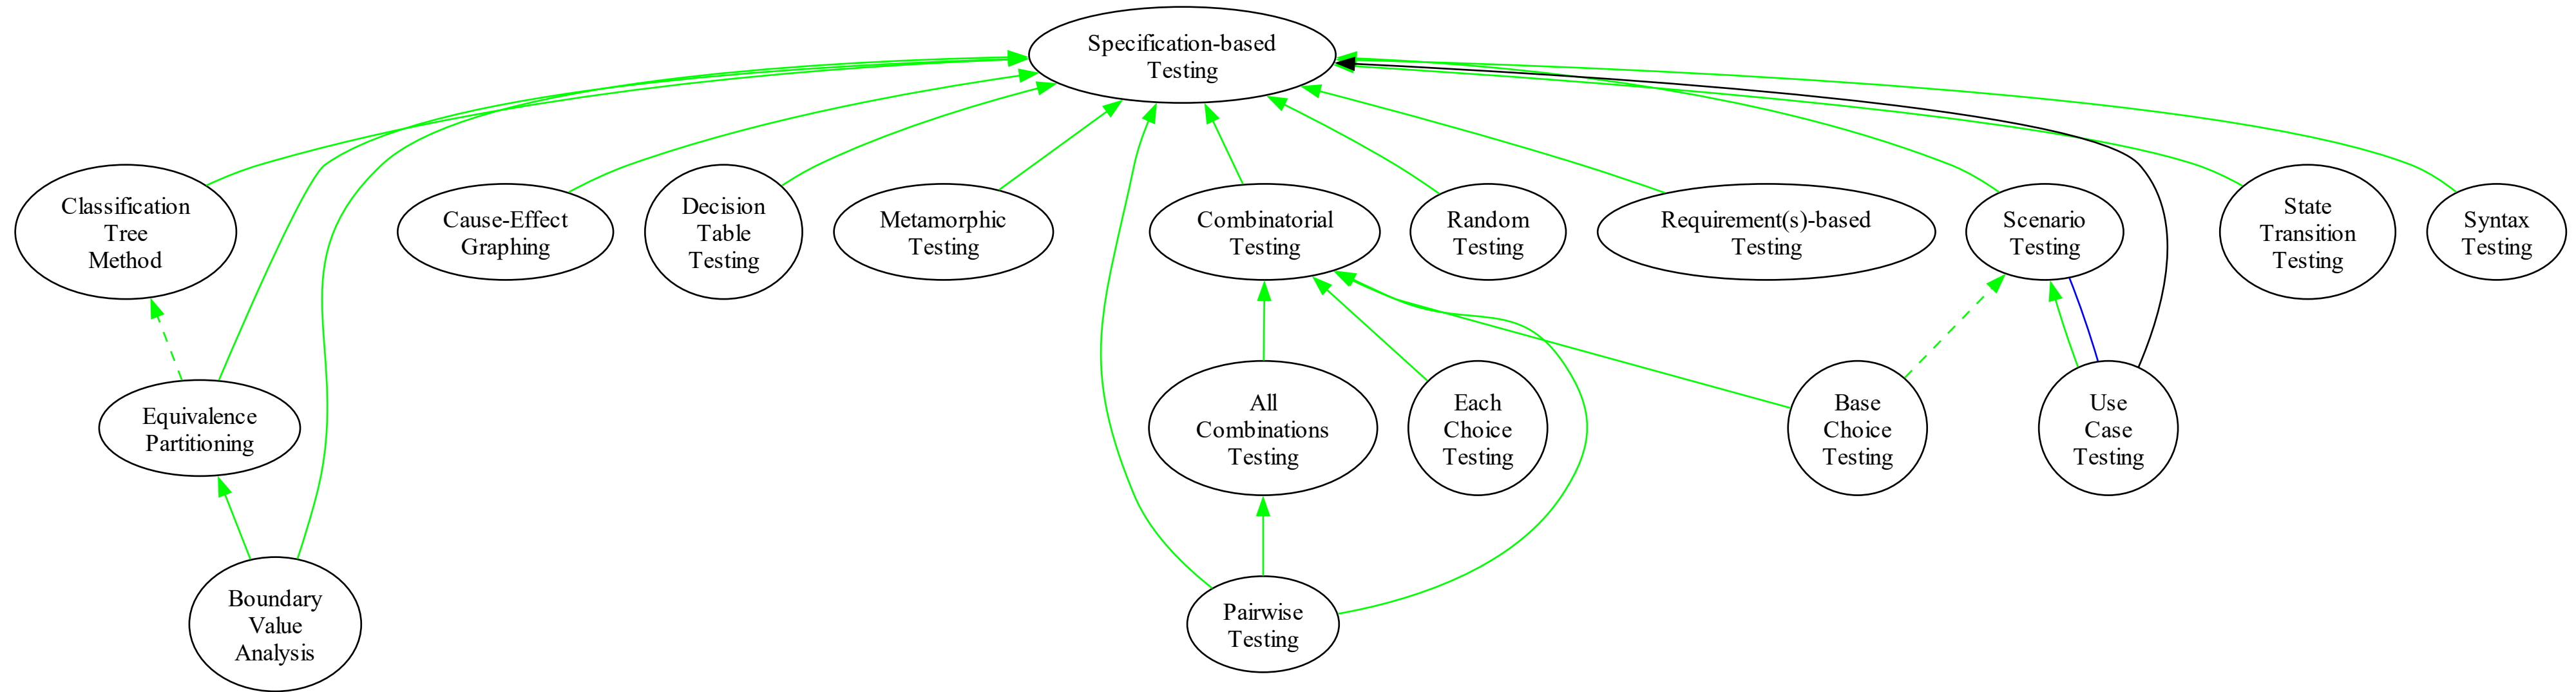 Specification-based
Testing
Classification
Tree
Method
Cause-Effect
Graphing
Decision
Table
Testing
Metamorphic
Testing
Combinatorial
Testing
Random
Testing
Requirement(s)-based
Testing
Scenario
Testing
State
Transition
Testing
Syntax
Testing
Equivalence
Partitioning
All
Combinations
Testing
Each
Choice
Testing
Base
Choice
Testing
Use
Case
Testing
Boundary
Value
Analysis
Pairwise
Testing